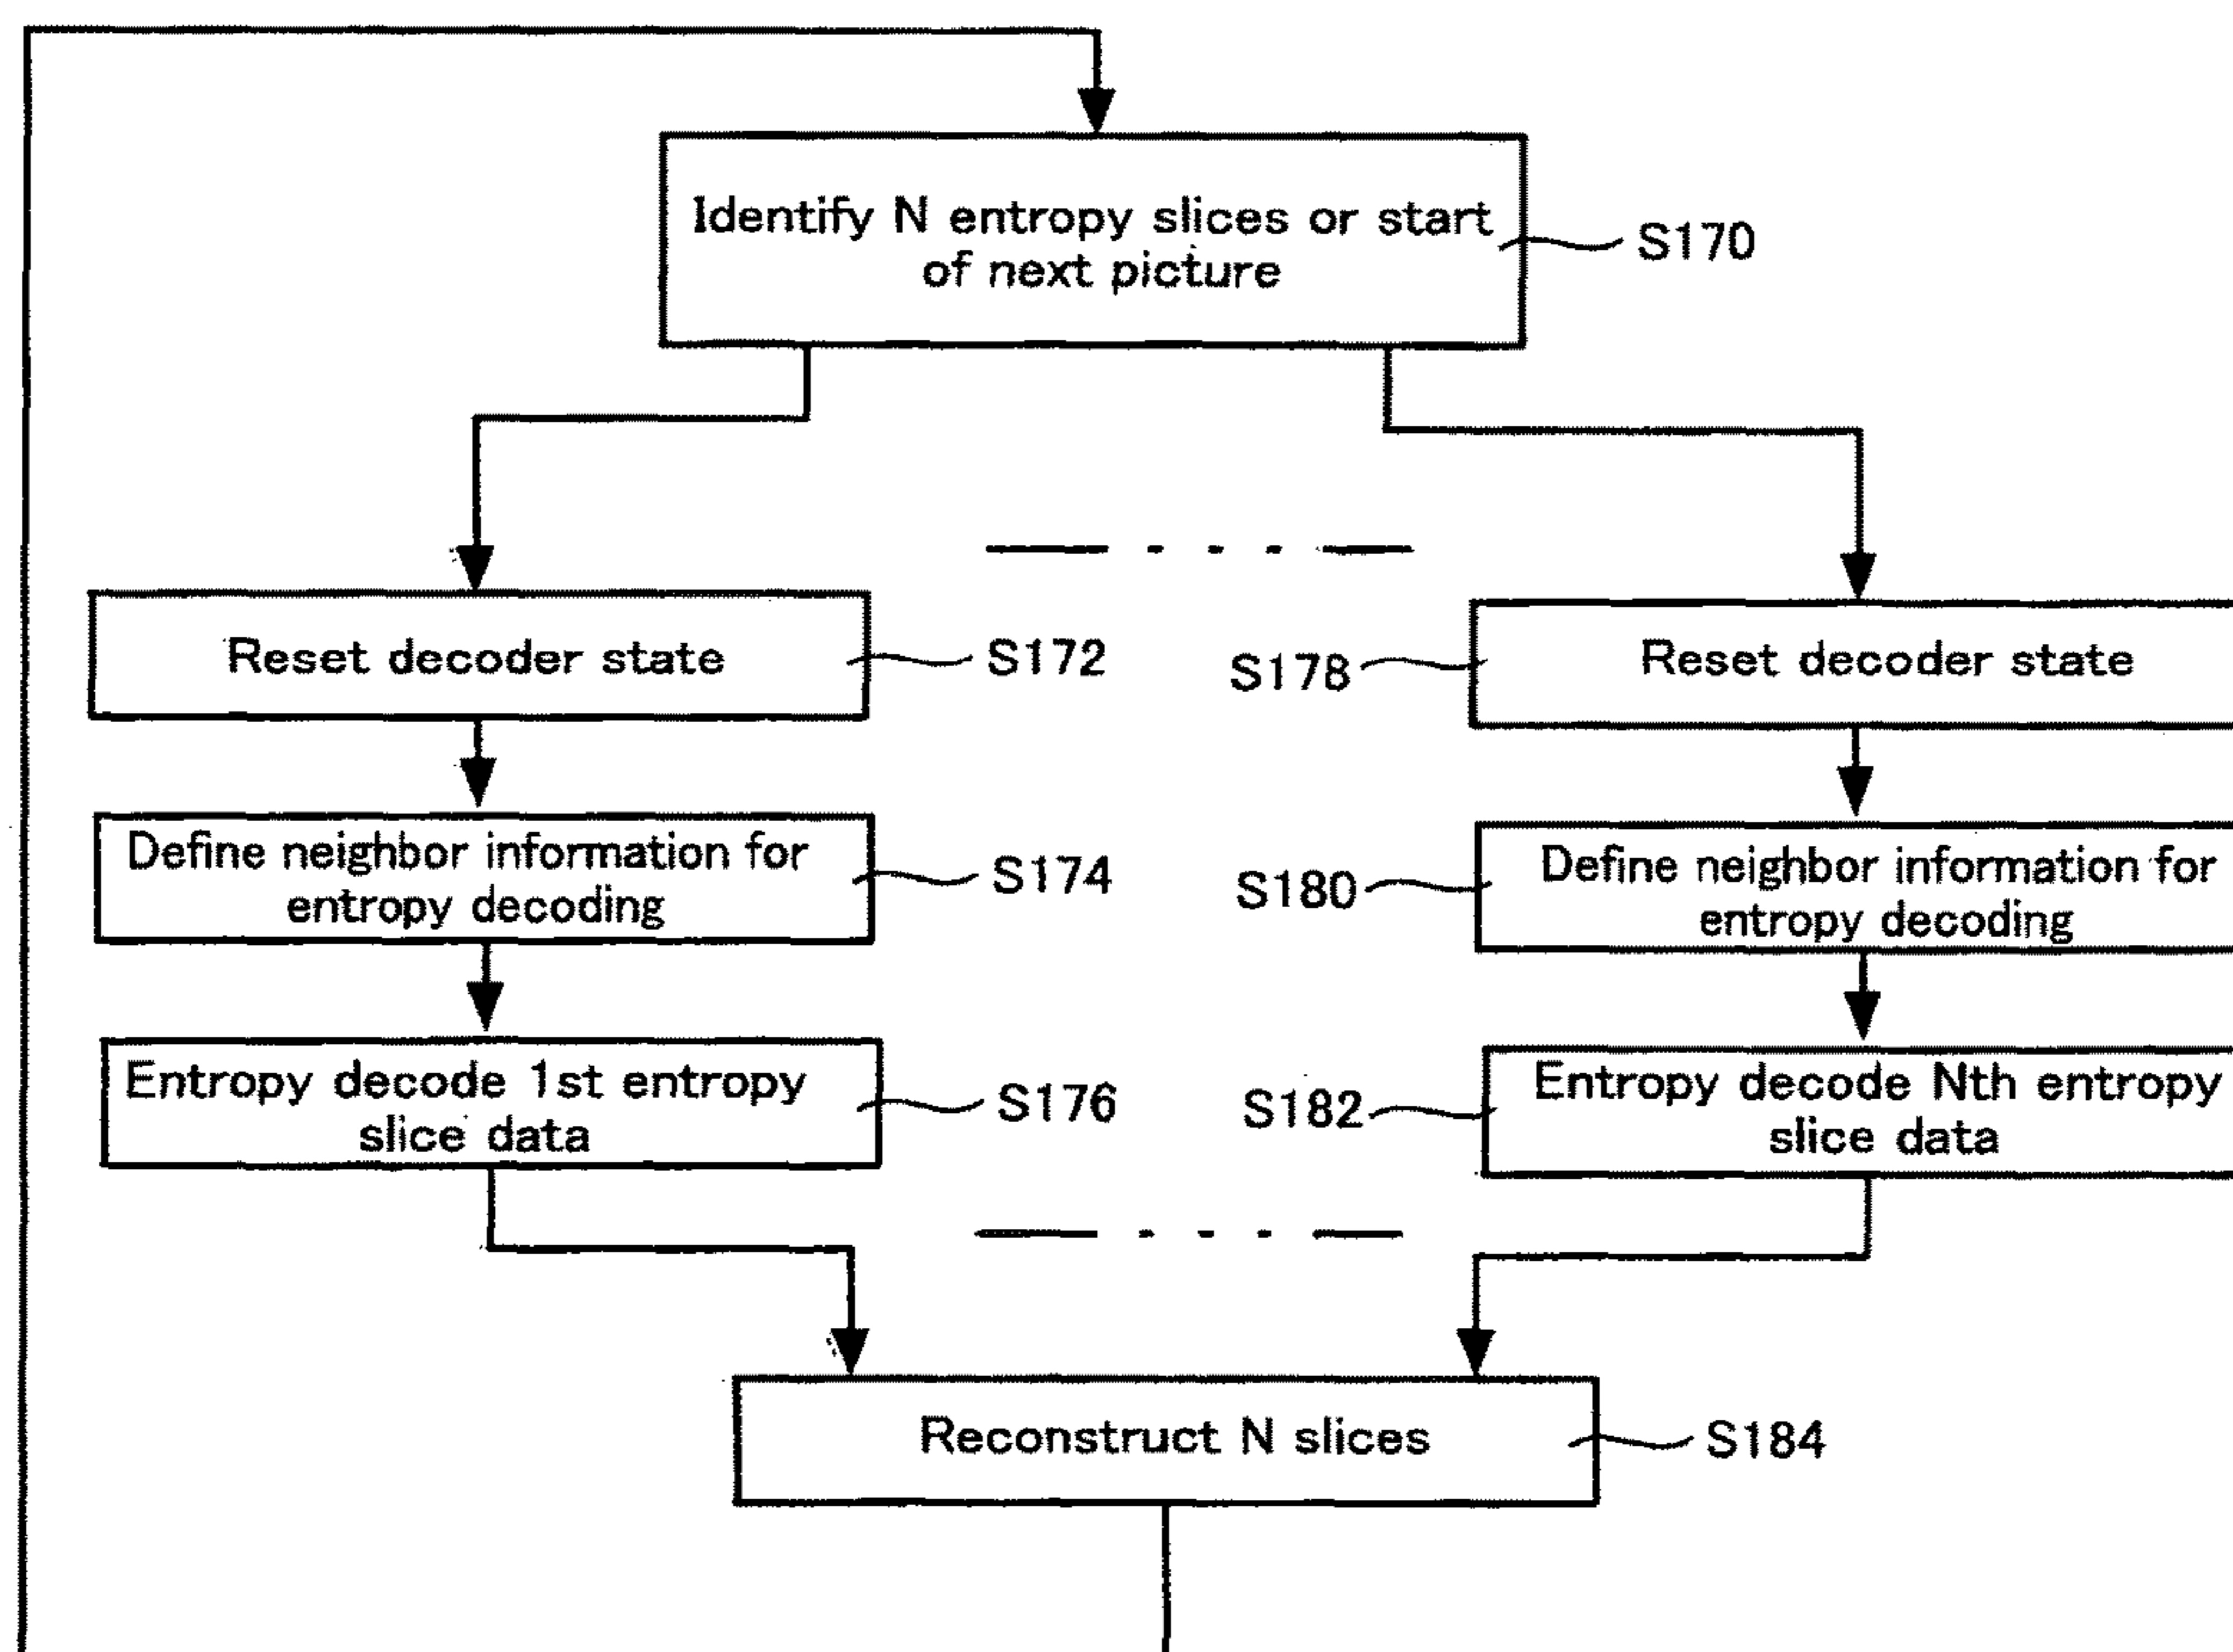 Identify N entropy slices or start
of next picture
S170
Reset decoder state
S172
S178
Reset decoder state
Define neighbor information for
entropy decoding
S174
S180
Define neighbor information for
entropy decoding
Entropy decode 1st entropy
slice data
S176
S182
Entropy decode Nth entropy
slice data
Reconstruct N slices
S184